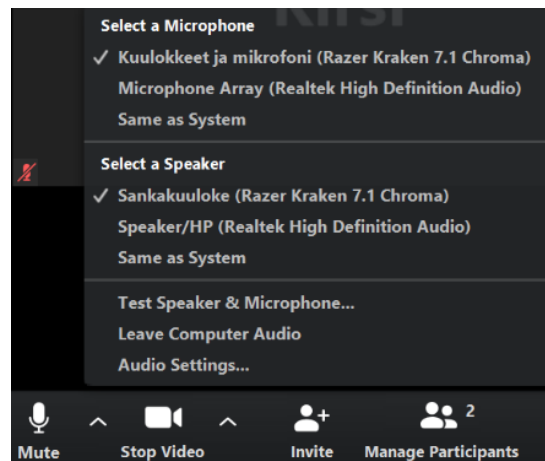 Kirsi
Select a Microphone
✓ Kuulokkeet ja mikrofoni (Razer Kraken 7.1 Chroma)
Microphone Array (Realtek High Definition Audio)
Same as System
Select a Speaker
✓ Sankakuuloke (Razer Kraken 7.1 Chroma)
Speaker/HP (Realtek High Definition Audio)
Same as System
Test Speaker & Microphone...
Leave Computer Audio
Audio Settings...
2
Mute Stop Video Invite Manage Participants